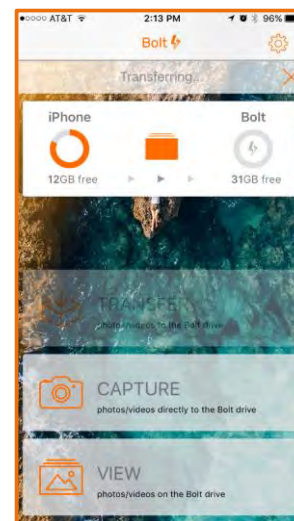 AT&T 2:13 PM 96%
Bolt
Transferring...
iPhone Bolt
12GB free 31GB free
TRANSFER
photos/videos to the Bolt drive
CAPTURE
photos/videos directly to the Bolt drive
VIEW
photos/videos on the Bolt drive